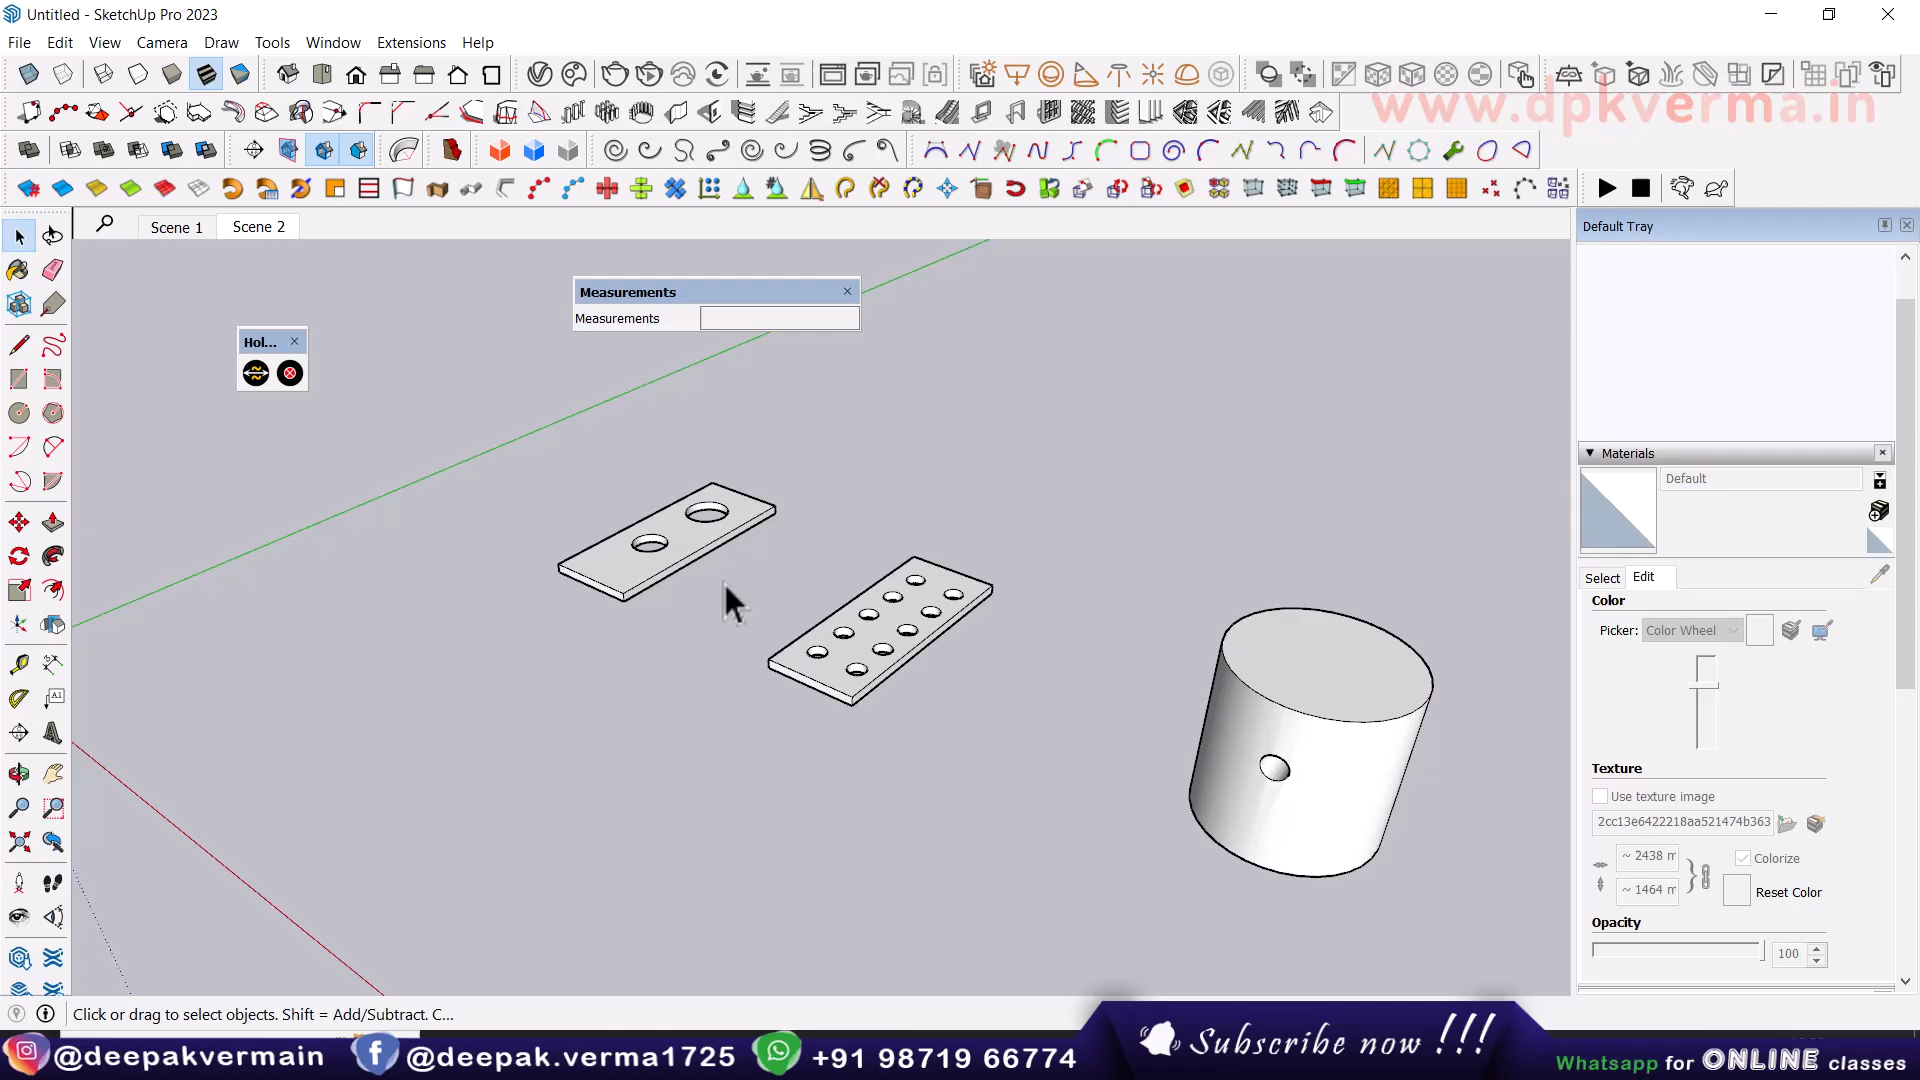 Untitled - SketchUp Pro 2023
File Edit View Camera Draw Tools Window Extensions Help
www.dpkverma.in
Scene 1
Scene 2
Default Tray
Measurements
Measurements
Hol...
A1
Materials
Default
Select
Edit
Color
Picker: Color Wheel
Texture
Use texture image
2cc13e6422218aa521474b363
~ 2438 m
Colorize
~ 1464 m
Reset Color
Opacity
100
Click or drag to select objects. Shift = Add/Subtract. C...
@deepakvermain
@deepak.verma1725
+91 98719 66774
Subscribe now !!!
Whatsapp for ONLINE classes